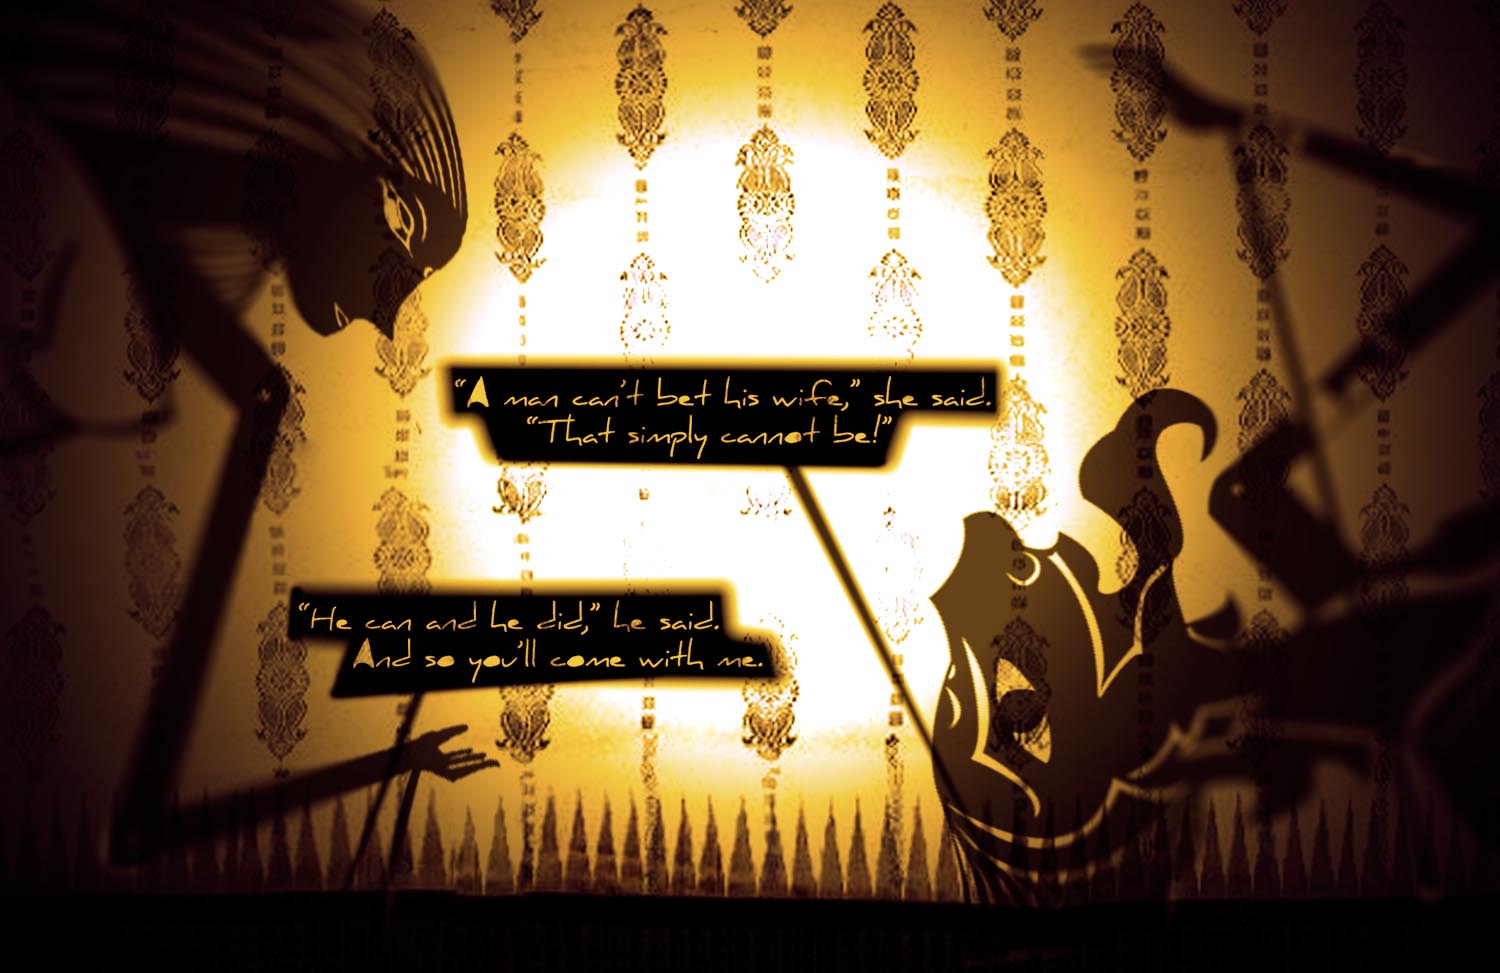 “A man can’t bet his wife,” she said.
“That simply cannot be!”
“He can and he did,” he said.
And so you’ll come with me.